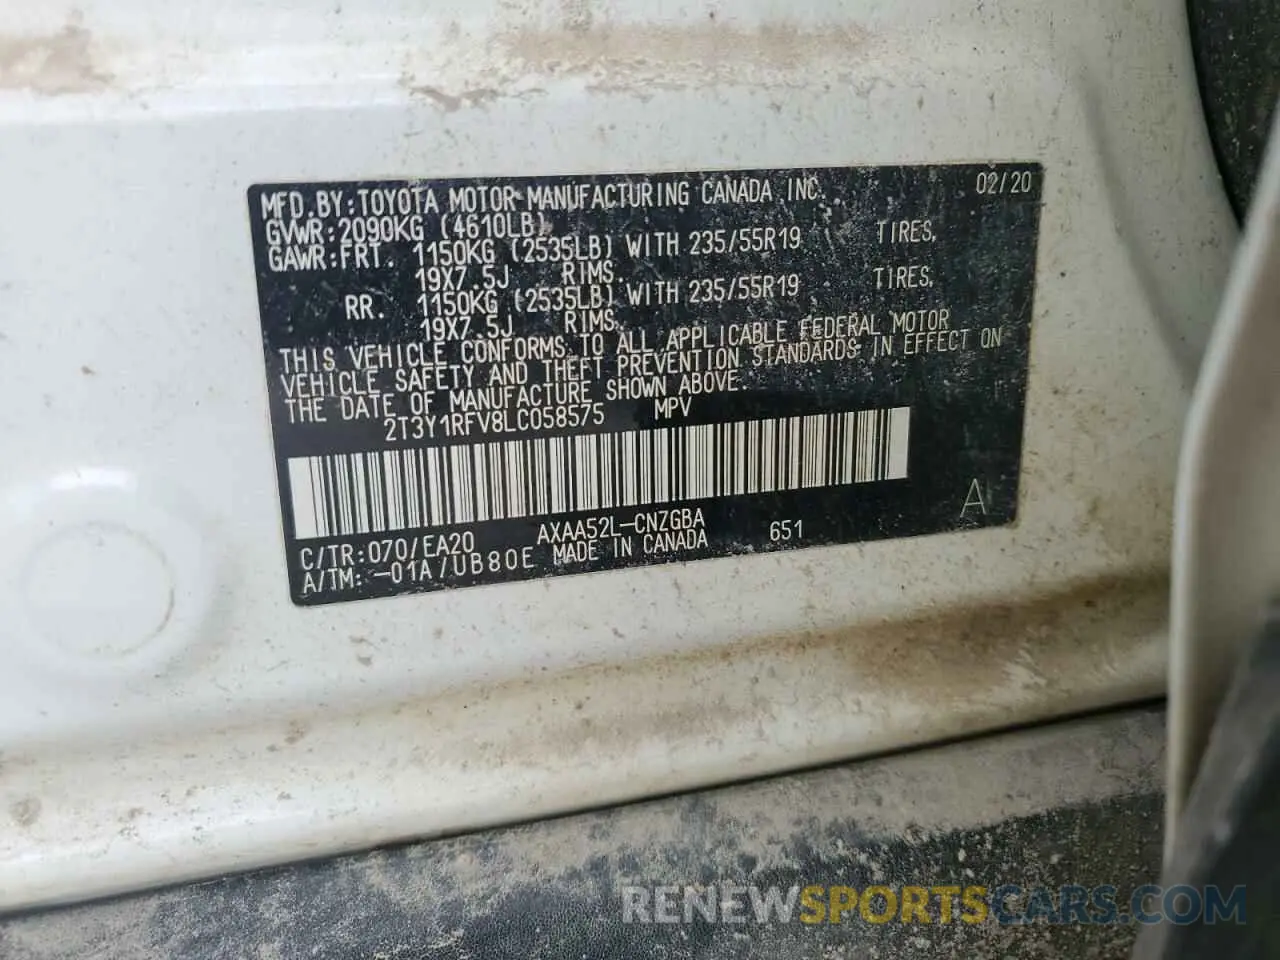 MFD.BY:TOYOTA MOTOR MANUFACTURING CANADA INC. 02/20
GVWR:2090KG (4610LB)
GAWR:FRT. 1150KG (2535LB) WITH 235/55R19 TIRES,
19X7.5J RIMS.
RR. 1150KG (2535LB) WITH 235/55R19 TIRES,
19X7.5J RIMS.
THIS VEHICLE CONFORMS TO ALL APPLICABLE FEDERAL MOTOR
VEHICLE SAFETY AND THEFT PREVENTION STANDARDS IN EFFECT ON
THE DATE OF MANUFACTURE SHOWN ABOVE.
2T3Y1RFV8LC058575 MPV
C/TR:070/EA20 AXAA52L-CNZGBA 651 A
A/TM:-01A/UB80E MADE IN CANADA
RENEWSPORTSCARS.COM